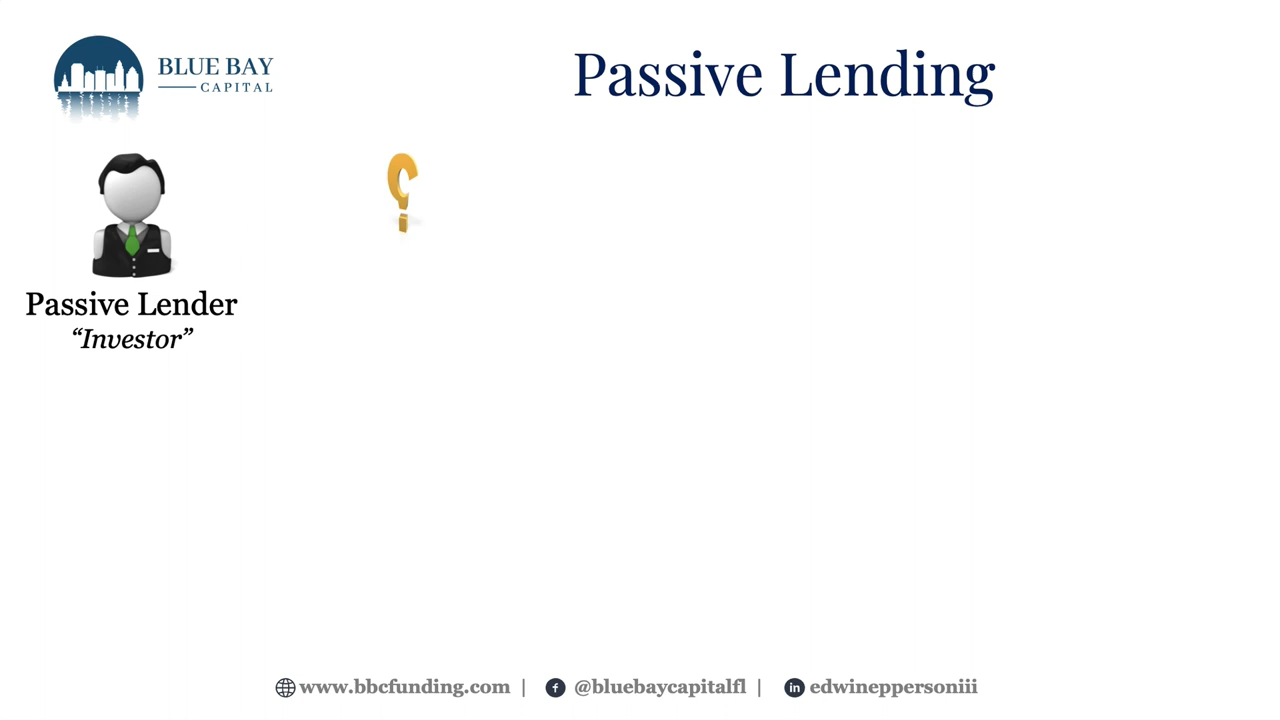 BLUE BAY
CAPITAL
Passive Lending
Passive Lender
“Investor”
www.bbcfunding.com | @bluebaycapitalfl | edwineppersoniii